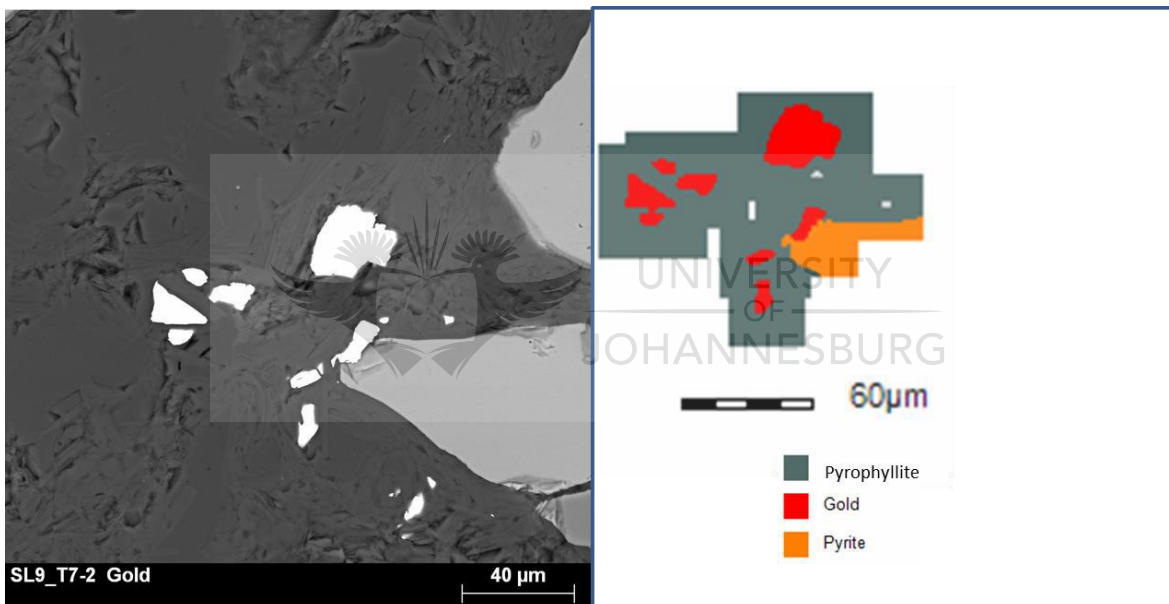 SL9_T7-2 Gold
40 µm
UNIVERSITY
OF
JOHANNESBURG
60µm
Pyrophyllite
Gold
Pyrite